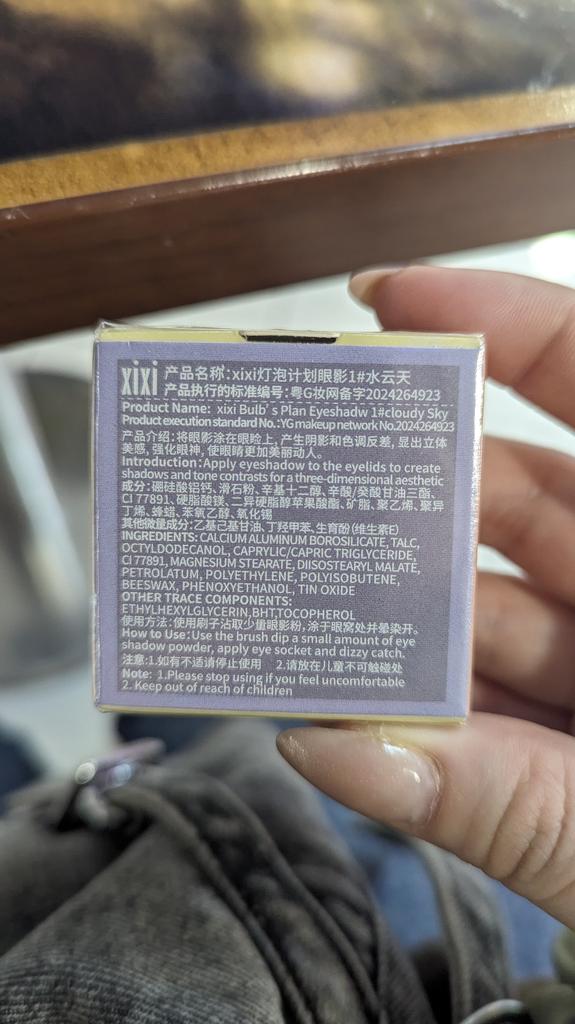 xixi
产品名称:xixi灯泡计划眼影1#水云天
产品执行的标准编号:粤G妆网备字2024264923
Product Name: xixi Bulb's Plan Eyeshadw 1#cloudy Sky
Product execution standard No.:YG makeup network No.2024264923
产品介绍:将眼影涂在眼睑上, 产生阴影和色调反差, 显出立体
美感, 强化眼神, 使眼睛更加美丽动人。
Introduction:Apply eyeshadow to the eyelids to create
shadows and tone contrasts for a three-dimensional aesthetic
成分:硼硅酸铝钙、滑石粉、辛基十二醇、辛酸/癸酸甘油三酯、
CI 77891、硬脂酸镁、二异硬脂醇苹果酸酯、矿脂、聚乙烯、聚异
丁烯、蜂蜡、苯氧乙醇、氧化锡
其他微量成分:乙基己基甘油、丁羟甲苯、生育酚(维生素E)
INGREDIENTS: CALCIUM ALUMINUM BOROSILICATE, TALC,
OCTYLDODECANOL, CAPRYLIC/CAPRIC TRIGLYCERIDE,
CI 77891, MAGNESIUM STEARATE, DIISOSTEARYL MALATE,
PETROLATUM, POLYETHYLENE, POLYISOBUTENE,
BEESWAX, PHENOXYETHANOL, TIN OXIDE
OTHER TRACE COMPONENTS:
ETHYLHEXYLGLYCERIN,BHT,TOCOPHEROL
使用方法:使用刷子沾取少量眼影粉, 涂于眼窝处并晕染开。
How to Use:Use the brush dip a small amount of eye
shadow powder, apply eye socket and dizzy catch.
注意:1.如有不适请停止使用 2.请放在儿童不可触碰处
Note: 1.Please stop using if you feel uncomfortable
2. Keep out of reach of children